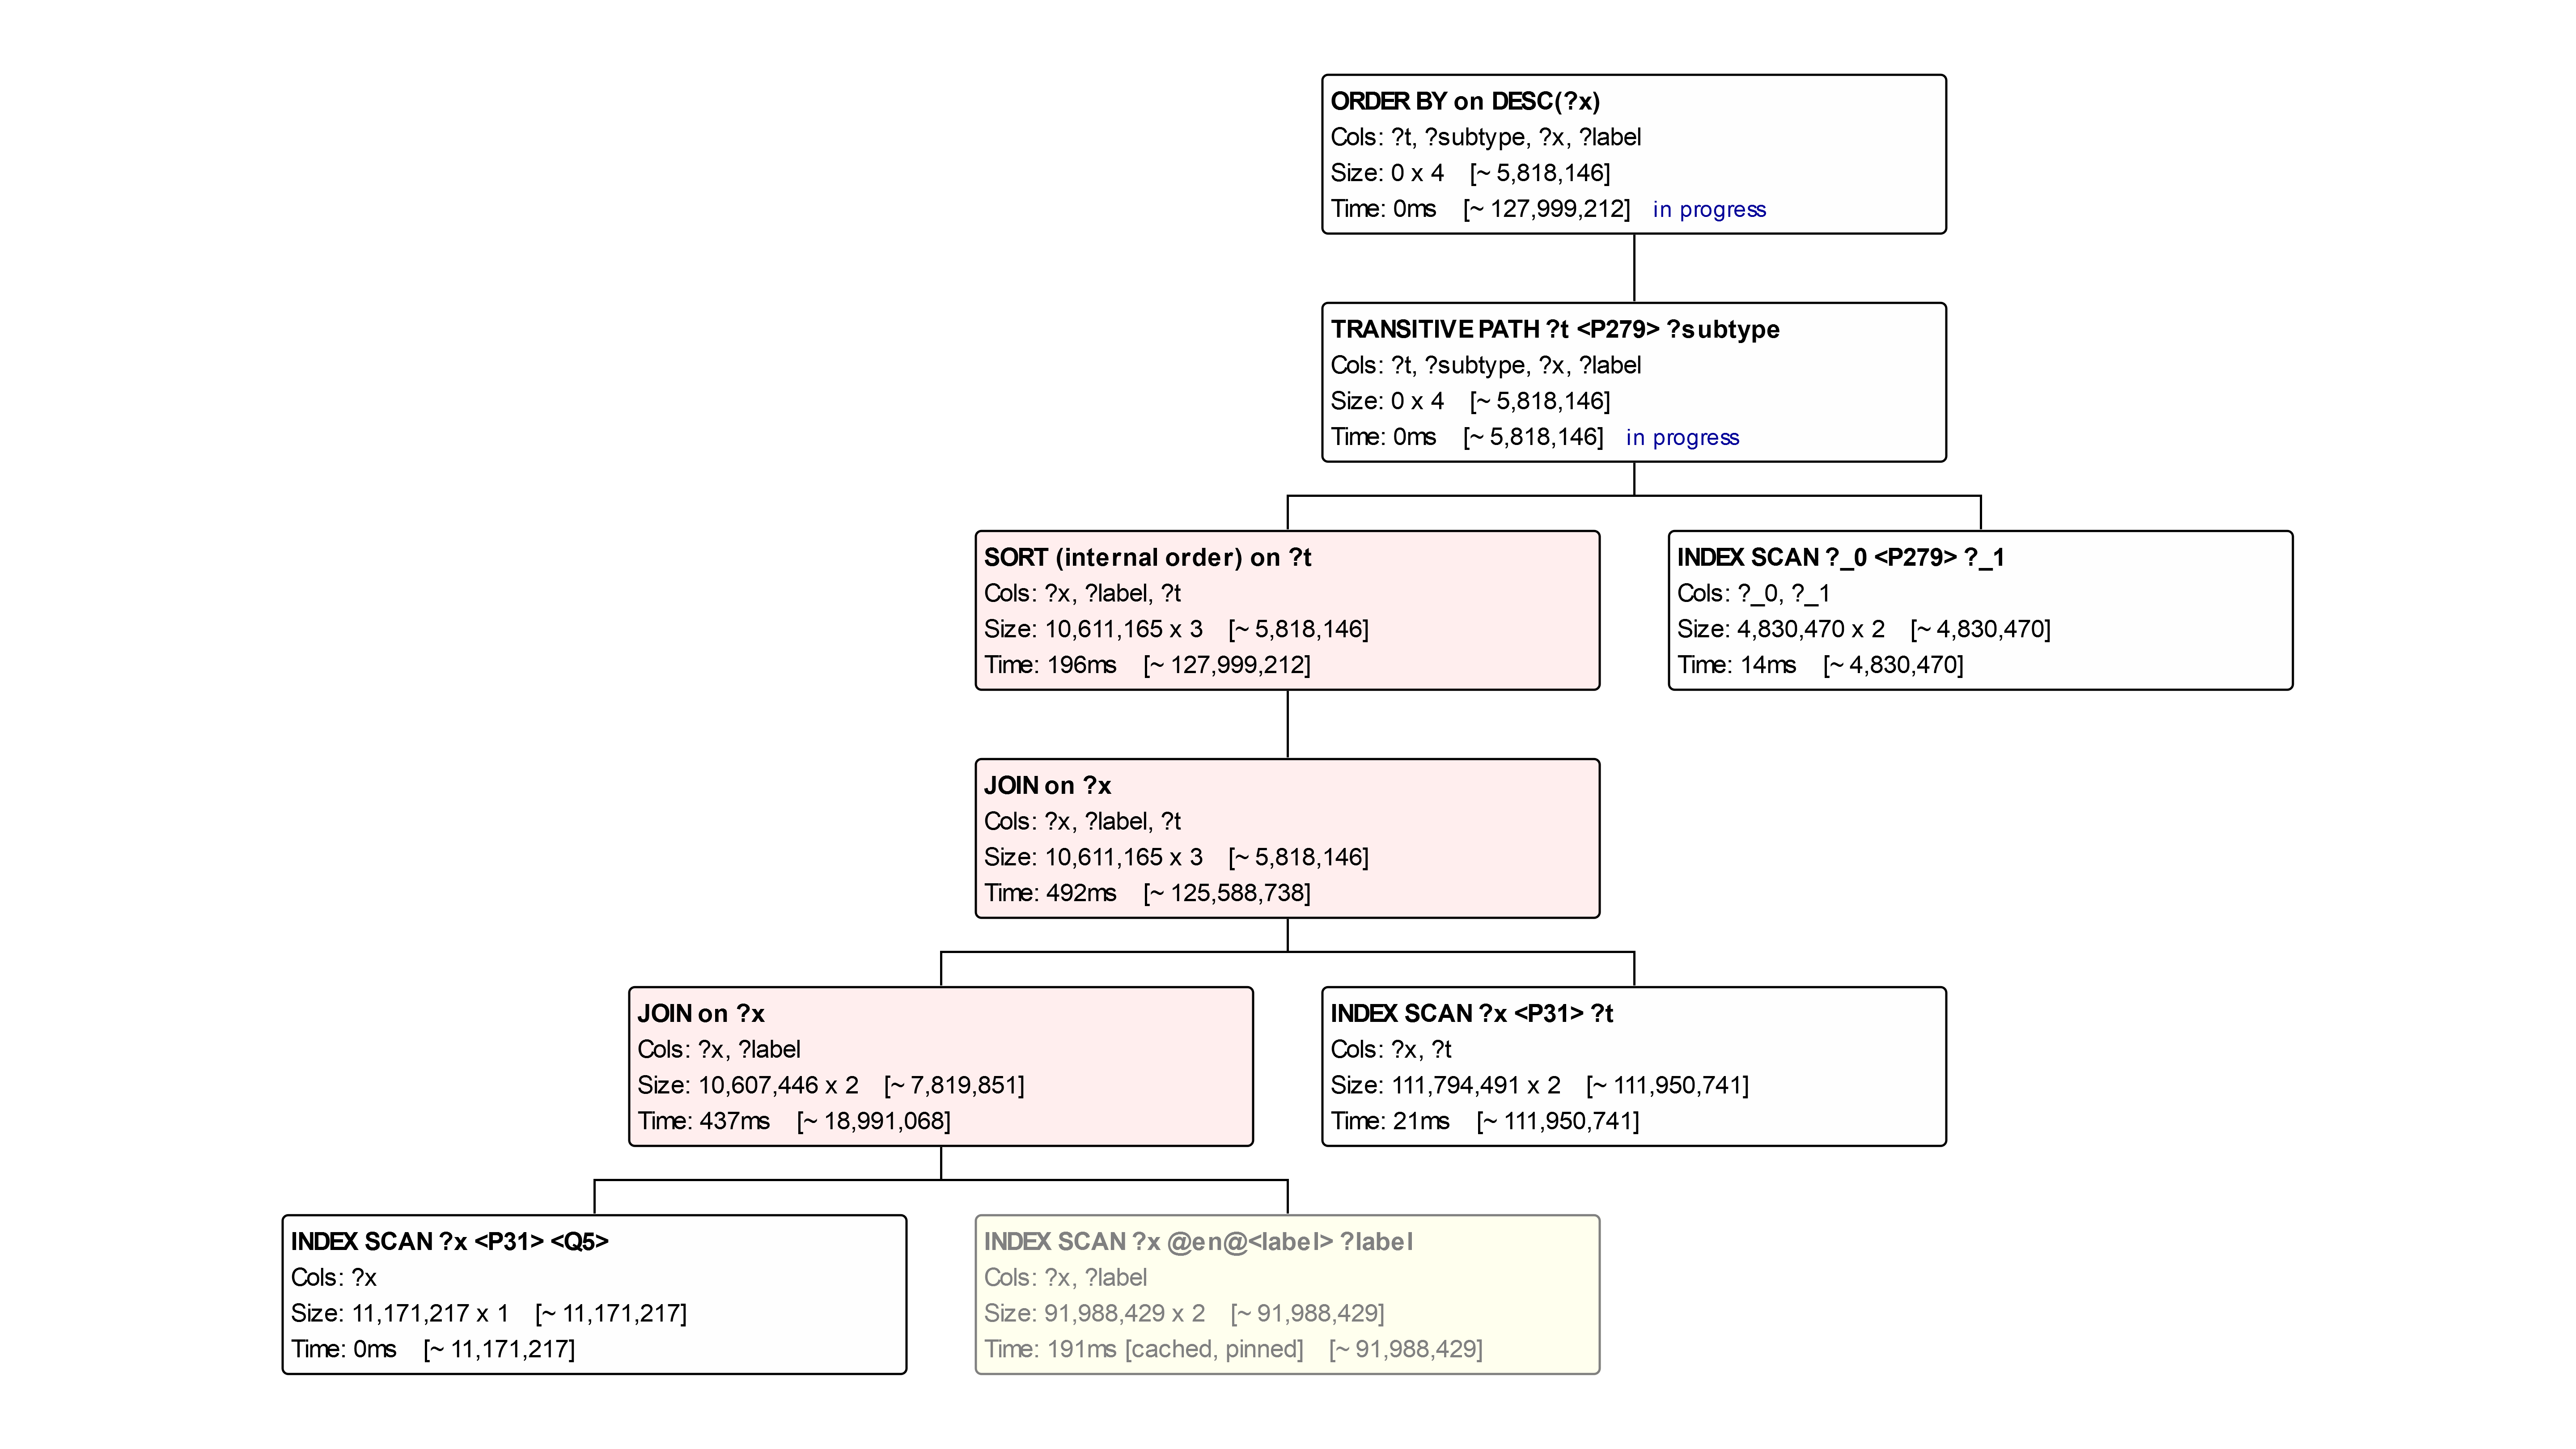 ORDER BY on DESC(?x)
Cols: ?t, ?subtype, ?x, ?label
Size: 0 x 4 [~ 5,818,146]
Time: 0ms [~ 127,999,212] in progress
TRANSITIVE PATH ?t <P279> ?subtype
Cols: ?t, ?subtype, ?x, ?label
Size: 0 x 4 [~ 5,818,146]
Time: 0ms [~ 5,818,146] in progress
SORT (internal order) on ?t
Cols: ?x, ?label, ?t
Size: 10,611,165 x 3 [~ 5,818,146]
Time: 196ms [~ 127,999,212]
INDEX SCAN ?_0 <P279> ?_1
Cols: ?_0, ?_1
Size: 4,830,470 x 2 [~ 4,830,470]
Time: 14ms [~ 4,830,470]
JOIN on ?x
Cols: ?x, ?label, ?t
Size: 10,611,165 x 3 [~ 5,818,146]
Time: 492ms [~ 125,588,738]
JOIN on ?x
Cols: ?x, ?label
Size: 10,607,446 x 2 [~ 7,819,851]
Time: 437ms [~ 18,991,068]
INDEX SCAN ?x <P31> ?t
Cols: ?x, ?t
Size: 111,794,491 x 2 [~ 111,950,741]
Time: 21ms [~ 111,950,741]
INDEX SCAN ?x <P31> <Q5>
Cols: ?x
Size: 11,171,217 x 1 [~ 11,171,217]
Time: 0ms [~ 11,171,217]
INDEX SCAN ?x @en@<label> ?label
Cols: ?x, ?label
Size: 91,988,429 x 2 [~ 91,988,429]
Time: 191ms [cached, pinned] [~ 91,988,429]